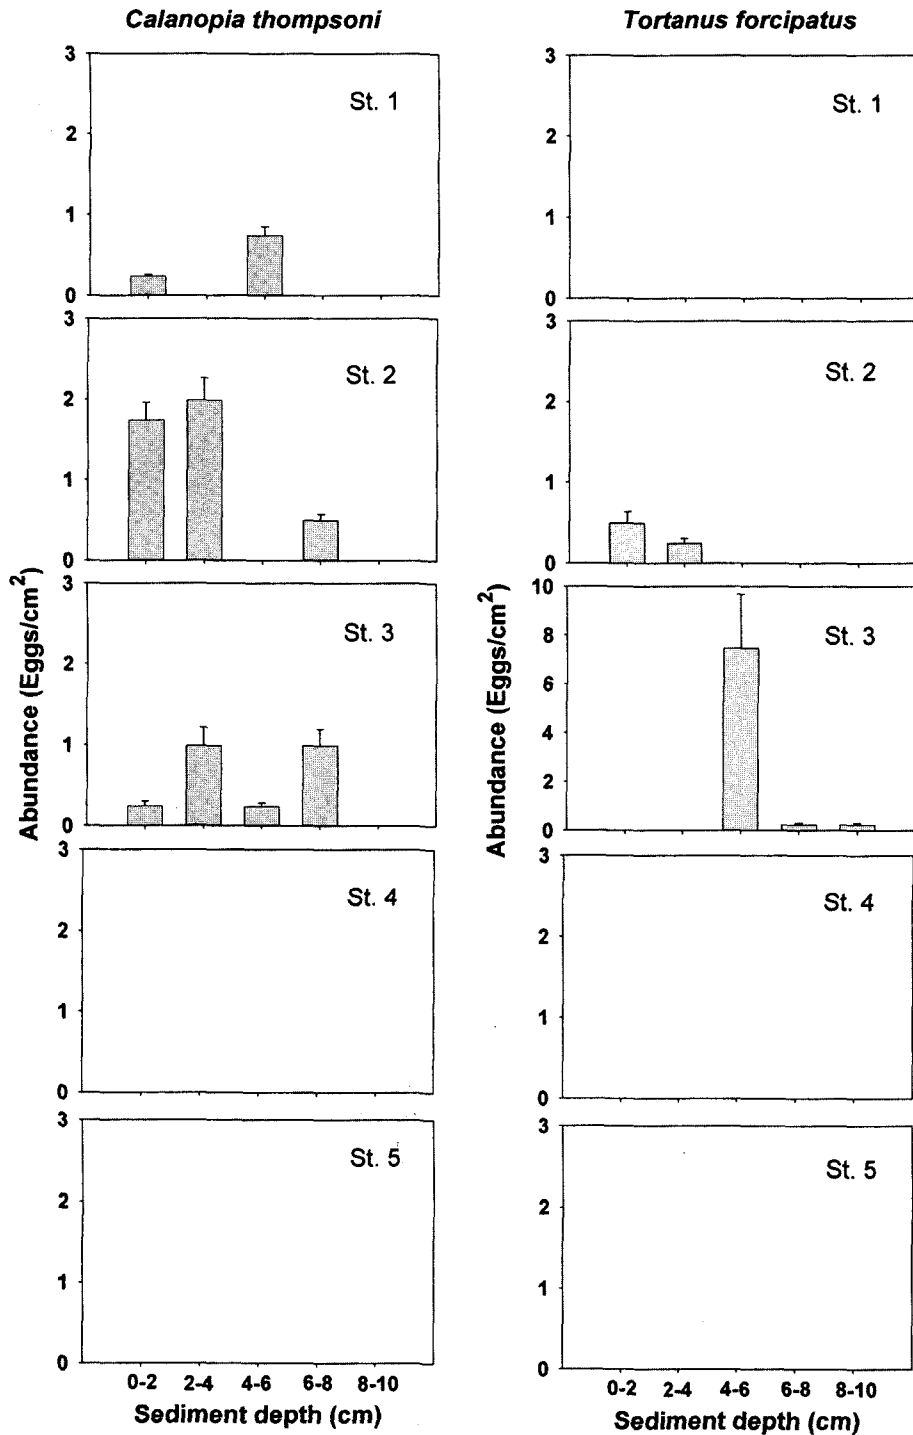 Calanopia thompsoni
Tortanus forcipatus
Abundance (Eggs/cm²)
3
2
1
0
St. 1
3
2
1
0
St. 2
3
2
1
0
St. 3
3
2
1
0
St. 4
3
2
1
0
St. 5
0-2 2-4 4-6 6-8 8-10
Sediment depth (cm)
Abundance (Eggs/cm²)
3
2
1
0
St. 1
3
2
1
0
St. 2
10
8
6
4
2
0
St. 3
3
2
1
0
St. 4
3
2
1
0
St. 5
0-2 2-4 4-6 6-8 8-10
Sediment depth (cm)